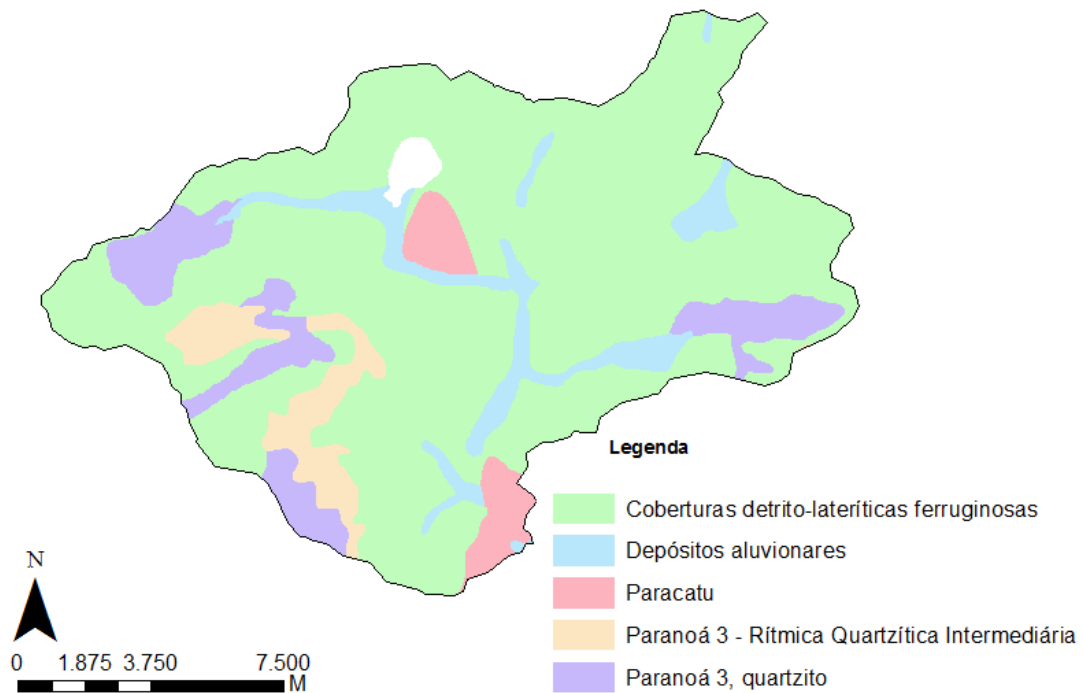 Legenda
Coberturas detrito-lateríticas ferruginosas
Depósitos aluvionares
Paracatu
Paranoá 3 - Rítmica Quartzítica Intermediária
Paranoá 3, quartzito
N
0 1.875 3.750 7.500
M